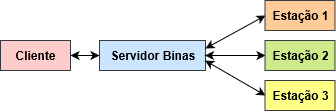 Estação 1
Cliente
Servidor Binas
Estação 2
Estação 3